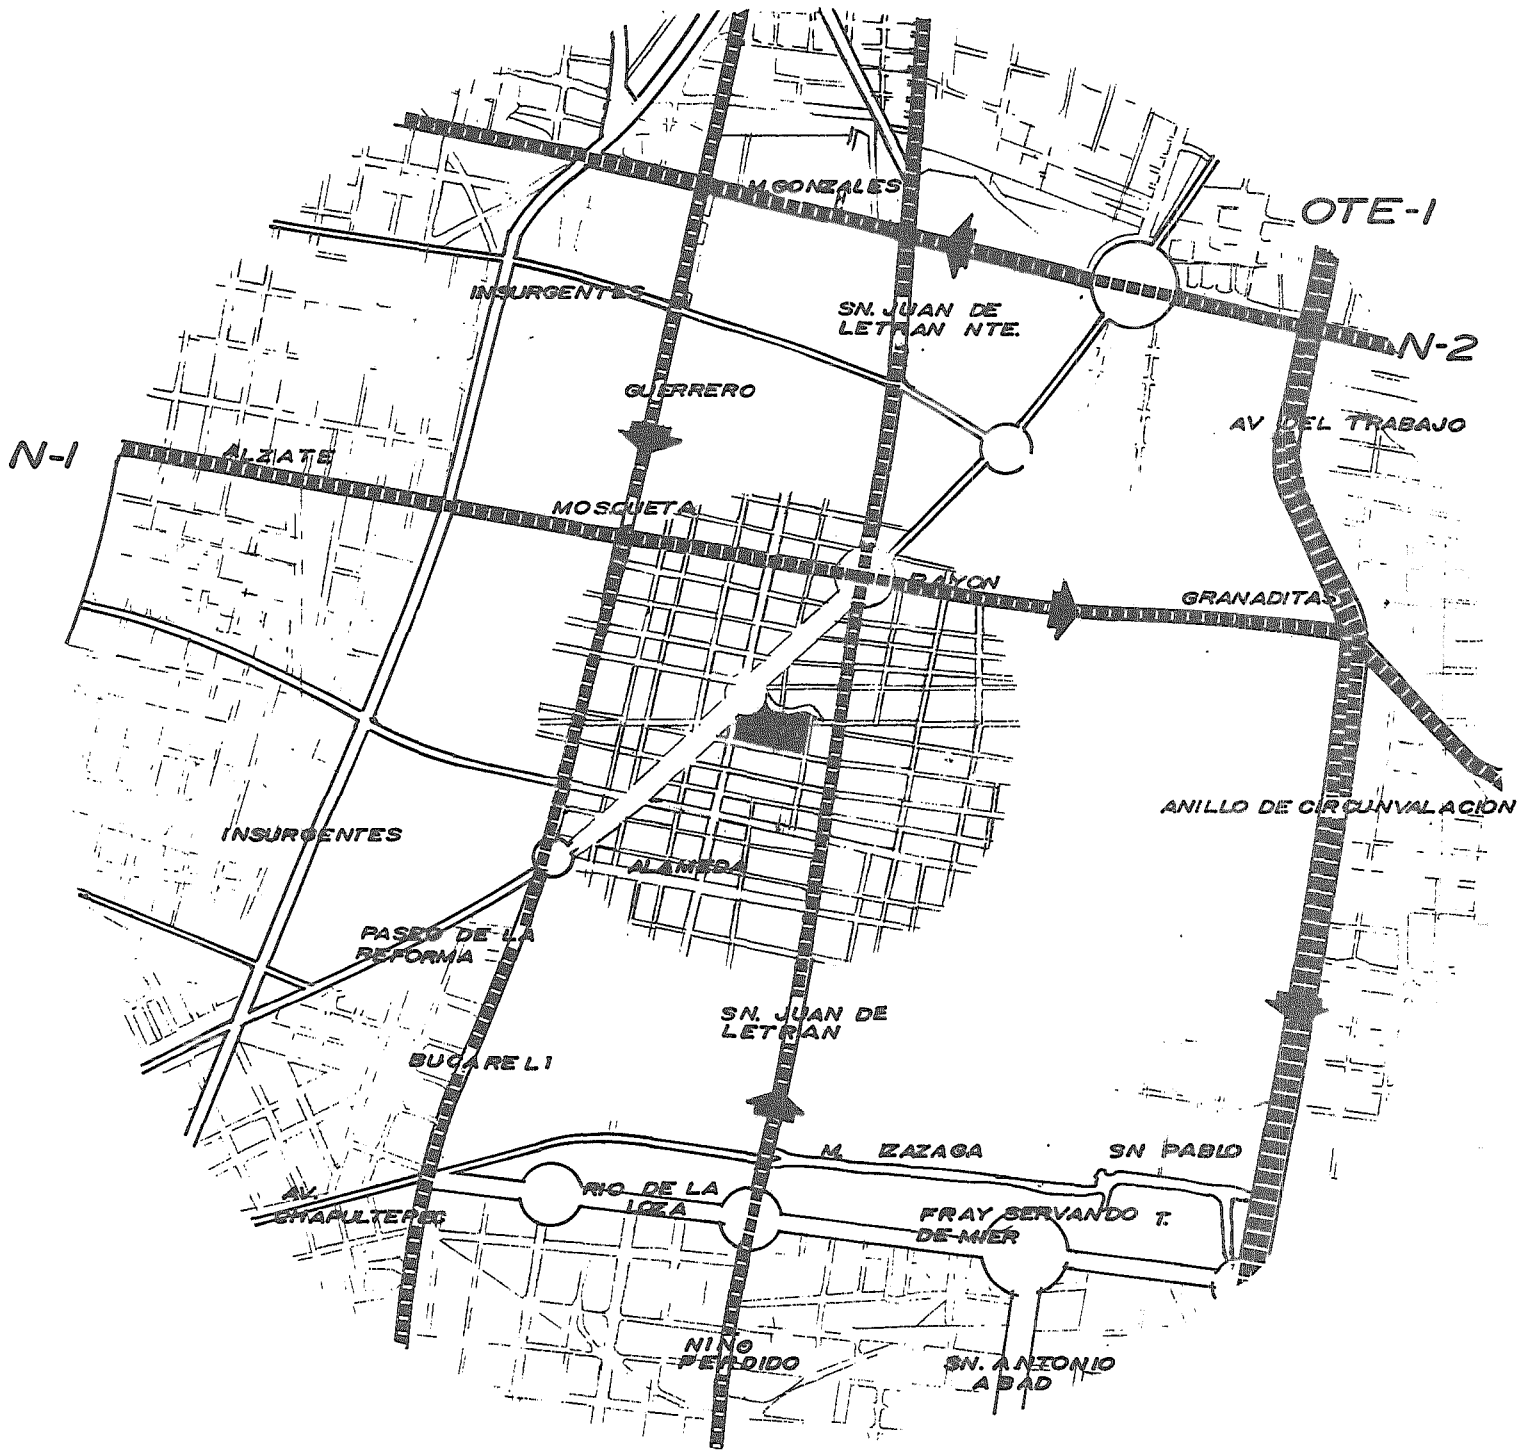 M. GONZALES
OTE-1
INSURGENTES
SN. JUAN DE
LETRAN NTE.
N-2
GUERRERO
AV DEL TRABAJO
N-1
ALZATE
MOSQUETA
RAYON
GRANADITAS
ANILLO DE CIRCUNVALACION
INSURGENTES
ALAMEDA
PASEO DE LA
REFORMA
SN. JUAN DE
LETRAN
BUCARELI
M. IZAZAGA
SN PABLO
AV.
CHAPULTEPEC
RIO DE LA
LOZA
FRAY SERVANDO T.
DE MIER
NIÑO
PERDIDO
SN. ANTONIO
ABAD